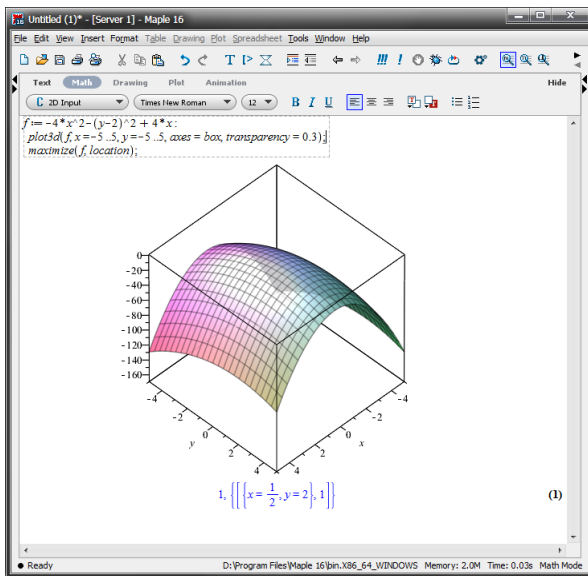 Untitled (1)* - [Server 1] - Maple 16
File Edit View Insert Format Table Drawing Plot Spreadsheet Tools Window Help
Text Math Drawing Plot Animation Hide
C 2D Input Times New Roman 12 B I U
f := -4*x^2-(y-2)^2 + 4*x :
plot3d(f, x = -5 ..5, y = -5 ..5, axes = box, transparency = 0.3);
maximize(f, location);
0
-20
-40
-60
-80
-100
-120
-140
-160
-4 -2 0 2 4
y
4 2 0 -2 -4
x
1, {[{x = 1/2, y = 2}, 1]} (1)
Ready D:\Program Files\Maple 16\bin.X86_64_WINDOWS Memory: 2.0M Time: 0.03s Math Mode